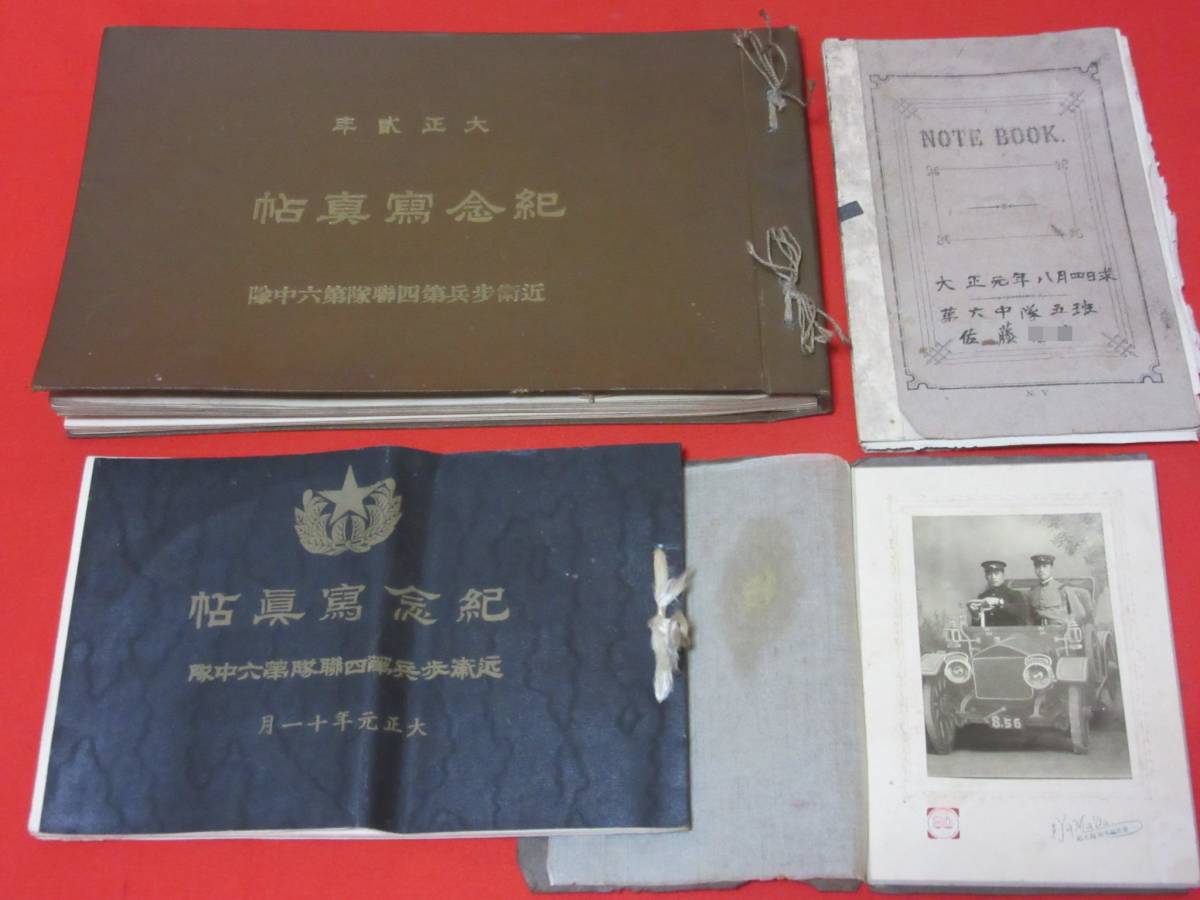 大正貳年
紀念寫真帖
近衛步兵第四聯隊第六中隊
NOTE BOOK.
大正元年八月四日求
第六中隊五班
佐藤
N. Y
紀念寫眞帖
近衛步兵第四聯隊第六中隊
大正元年十一月
8.56
YaMaDa